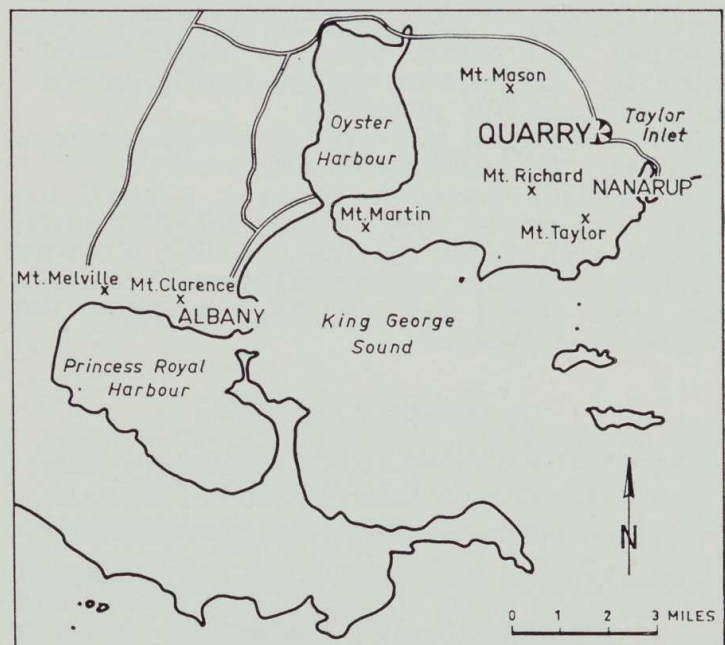 Mt. Mason
Oyster
Harbour
QUARRY
Taylor
Inlet
Mt. Richard
NANARUP
Mt. Martin
Mt. Taylor
Mt. Melville
Mt. Clarence
ALBANY
King George
Sound
Princess Royal
Harbour
N
0 1 2 3 MILES